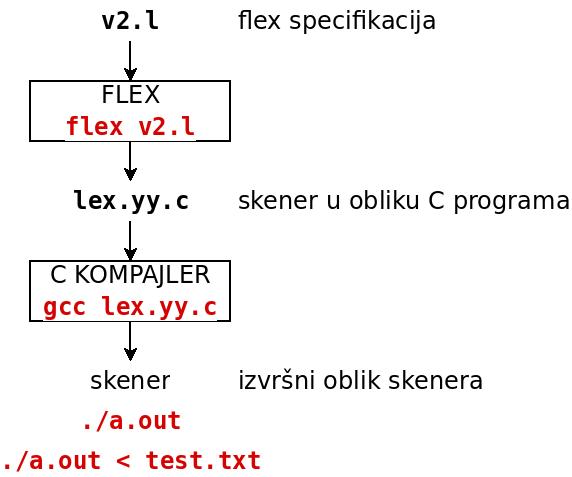 v2.l flex specifikacija
FLEX
flex v2.l
lex.yy.c skener u obliku C programa
C KOMPAJLER
gcc lex.yy.c
skener izvršni oblik skenera
./a.out
./a.out < test.txt